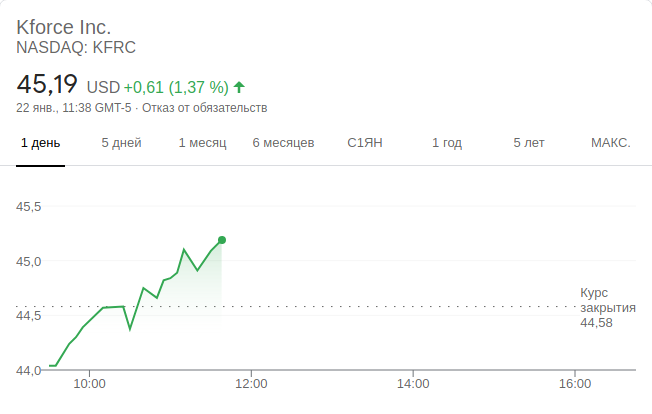 Kforce Inc.
NASDAQ: KFRC
45,19 USD +0,61 (1,37 %)
22 янв., 11:38 GMT-5 · Отказ от обязательств
1 день 5 дней 1 месяц 6 месяцев С1ЯН 1 год 5 лет МАКС.
45,5
45,0
44,5
44,0
Курс
закрытия
44,58
10:00 12:00 14:00 16:00